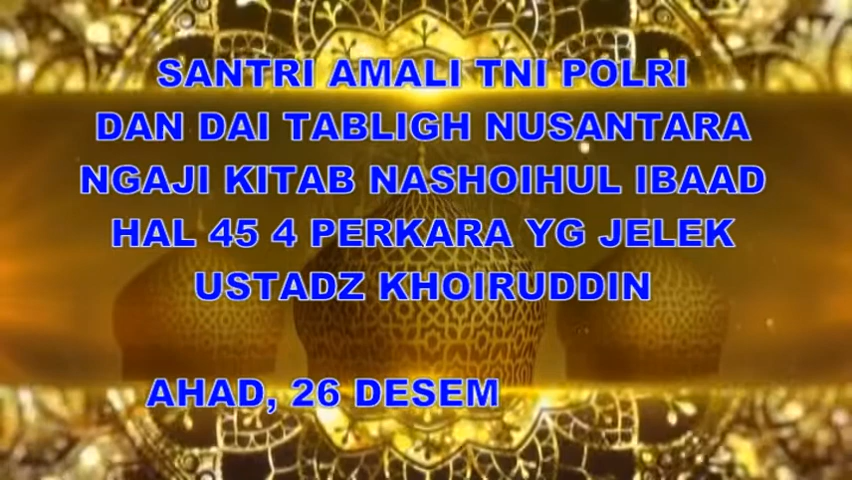 SANTRI AMALI TNI POLRI
DAN DAI TABLIGH NUSANTARA
NGAJI KITAB NASHOIHUL IBAAD
HAL 45 4 PERKARA YG JELEK
USTADZ KHOIRUDDIN
AHAD, 26 DESEM